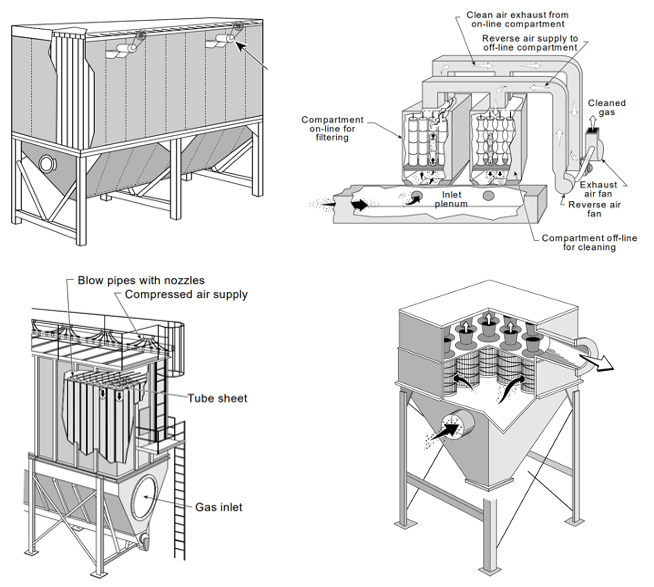 Clean air exhaust from
on-line compartment
Reverse air supply to
off-line compartment
Cleaned
gas
Compartment
on-line for
filtering
Inlet
plenum
Exhaust
air fan
Reverse air
fan
Compartment off-line
for cleaning
Blow pipes with nozzles
Compressed air supply
Tube sheet
Gas inlet